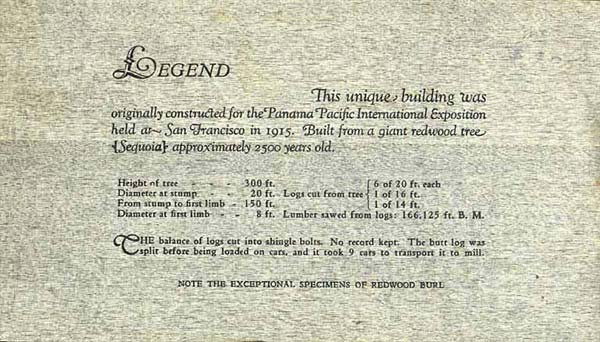 LEGEND
This unique building was
originally constructed for the Panama Pacific International Exposition
held at San Francisco in 1915. Built from a giant redwood tree
{Sequoia} approximately 2500 years old.
Height of tree - - - 300 ft. { 6 of 20 ft. each
Diameter at stump - - 20 ft. Logs cut from tree { 1 of 16 ft.
From stump to first limb - 150 ft. { 1 of 14 ft.
Diameter at first limb - - 8 ft. Lumber sawed from logs: 166,125 ft. B. M.
THE balance of logs cut into shingle bolts. No record kept. The butt log was
split before being loaded on cars, and it took 9 cars to transport it to mill.
NOTE THE EXCEPTIONAL SPECIMENS OF REDWOOD BURL